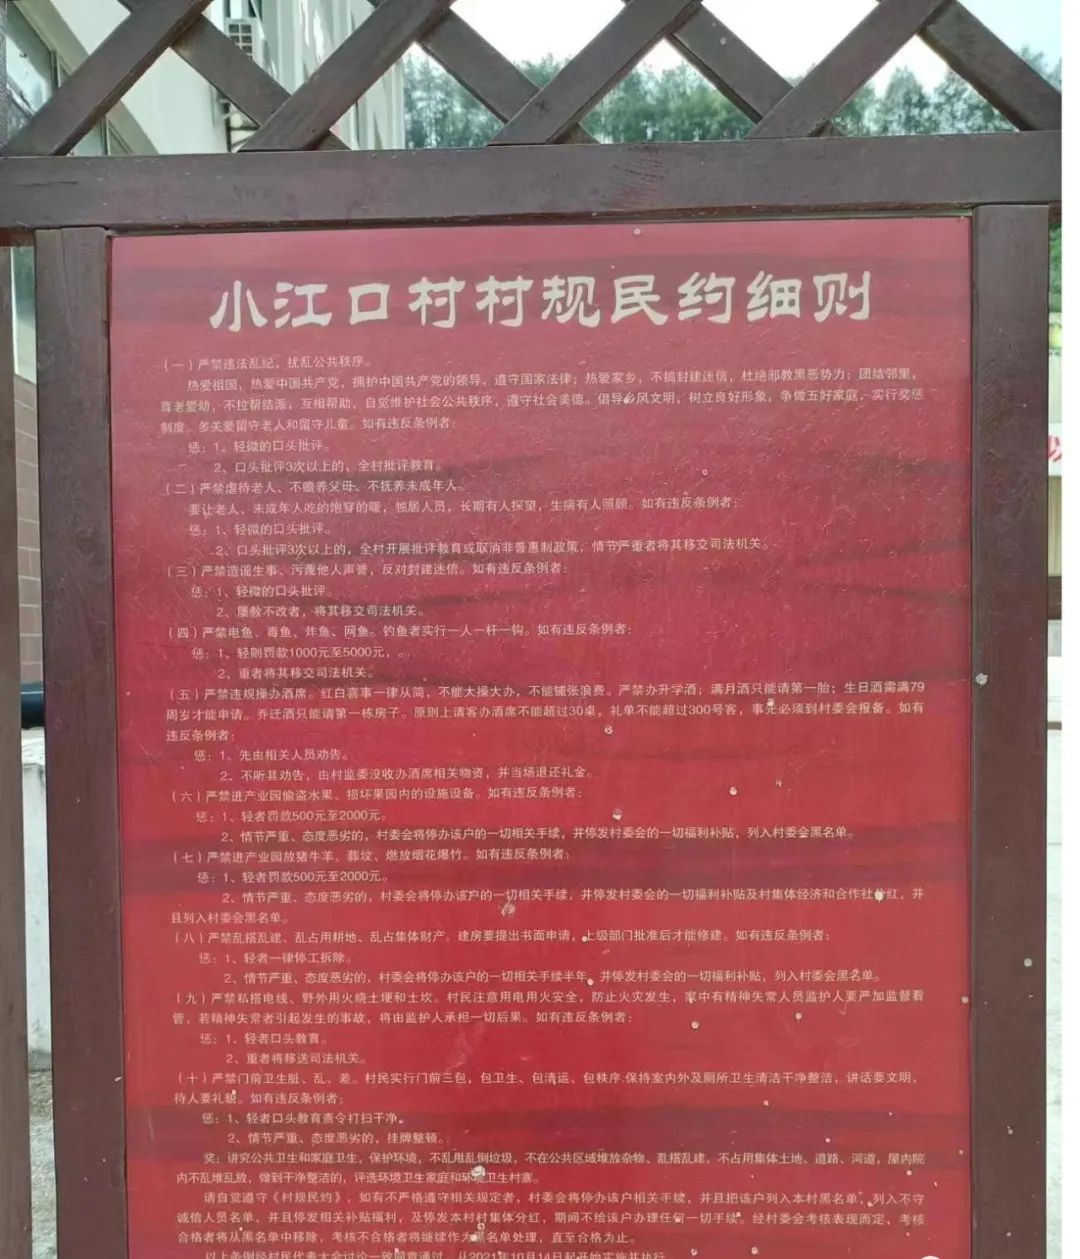 小江口村村规民约细则
（一）严禁违法乱纪，扰乱公共秩序。
热爱祖国，热爱中国共产党，拥护中国共产党的领导，遵守国家法律；热爱家乡，不搞封建迷信，杜绝邪教黑恶势力；团结邻里，
尊老爱幼，不拉帮结派，互相帮助，自觉维护社会公共秩序，遵守社会美德。倡导乡风文明，树立良好形象，争做五好家庭，实行奖惩
制度。多关爱留守老人和留守儿童。如有违反条例者：
惩：1、轻微的口头批评。
2、口头批评3次以上的，全村批评教育。
（二）严禁虐待老人、不赡养父母、不抚养未成年人。
要让老人、未成年人吃的饱穿的暖，独居人员，长期有人探望，生病有人照顾。如有违反条例者：
惩：1、轻微的口头批评。
2、口头批评3次以上的，全村开展批评教育或取消非普惠制政策，情节严重者将其移交司法机关。
（三）严禁造谣生事、污蔑他人声誉，反对封建迷信。如有违反条例者：
惩：1、轻微的口头批评。
2、屡教不改者，将其移交司法机关。
（四）严禁电鱼、毒鱼、炸鱼、网鱼。钓鱼者实行一人一杆一钩。如有违反条例者：
惩：1、轻则罚款1000元至5000元，。
2、重者将其移交司法机关。
（五）严禁违规操办酒席。红白喜事一律从简，不能大操大办，不能铺张浪费。严禁办升学酒；满月酒只能请第一胎；生日酒需满79
周岁才能申请。乔迁酒只能请第一栋房子。原则上请客办酒席不能超过30桌，礼单不能超过300号客，事先必须到村委会报备。如有
违反条例者：
惩：1、先由相关人员劝告。
2、不听其劝告，由村监委没收办酒席相关物资，并当场退还礼金。
（六）严禁进产业园偷盗水果、损坏果园内的设施设备。如有违反条例者：
惩：1、轻者罚款500元至2000元。
2、情节严重、态度恶劣的，村委会将停办该户的一切相关手续，并停发村委会的一切福利补贴，列入村委会黑名单。
（七）严禁进产业园放猪牛羊、葬坟、燃放烟花爆竹。如有违反条例者：
惩：1、轻者罚款500元至2000元。
2、情节严重、态度恶劣的，村委会将停办该户的一切相关手续，并停发村委会的一切福利补贴及村集体经济和合作社分红，并
且列入村委会黑名单。
（八）严禁乱搭乱建、乱占用耕地、乱占集体财产。建房要提出书面申请，上级部门批准后才能修建。如有违反条例者：
惩：1、轻者一律停工拆除。
2、情节严重、态度恶劣的，村委会将停办该户的一切相关手续半年，并停发村委会的一切福利补贴，列入村委会黑名单。
（九）严禁私搭电线、野外用火烧土埂和土坎。村民注意用电用火安全，防止火灾发生，家中有精神失常人员监护人要严加监督看
管，若精神失常者引起发生的事故，将由监护人承担一切后果。如有违反条例者：
惩：1、轻者口头教育。
2、重者将移送司法机关。
（十）严禁门前卫生脏、乱、差。村民实行门前三包，包卫生、包清运、包秩序.保持室内外及厕所卫生清洁干净整洁，讲话要文明，
待人要礼貌。如有违反条例者：
惩：1、轻者口头教育责令打扫干净。
2、情节严重、态度恶劣的，挂牌整顿。
奖：讲究公共卫生和家庭卫生，保护环境，不乱甩乱倒垃圾，不在公共区域堆放杂物、乱搭乱建，不占用集体土地、道路、河道，屋内院
内不乱堆乱放，做到干净整洁的，评选环境卫生家庭和环境卫生村寨。
请自觉遵守《村规民约》，如有不严格遵守相关规定者，村委会将停办该户相关手续，并且把该户列入本村黑名单，列入不守
诚信人员名单，并且停发相关补贴福利，及停发本村村集体分红，期间不给该户办理任何一切手续。经村委会考核表现而定，考核
合格者将从黑名单中移除，考核不合格者将继续作为黑名单处理，直至合格为止。
以上条例经村民代表大会讨论一致同意通过，从2021年10月14日起开始实施并执行。